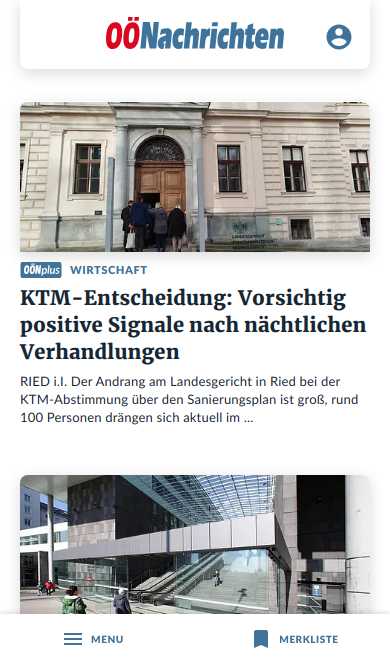 OÖNachrichten
OÖNplus WIRTSCHAFT
KTM-Entscheidung: Vorsichtig
positive Signale nach nächtlichen
Verhandlungen
RIED i.I. Der Andrang am Landesgericht in Ried bei der
KTM-Abstimmung über den Sanierungsplan ist groß, rund
100 Personen drängen sich aktuell im ...
MENU
MERKLISTE